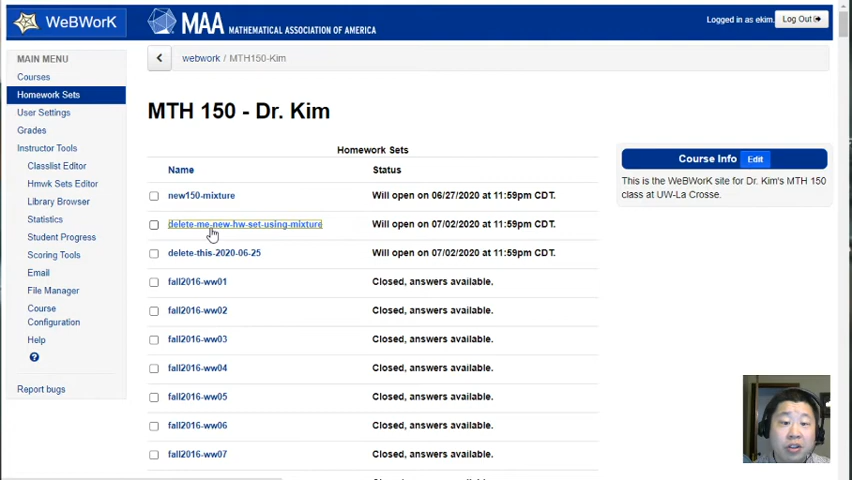 WeBWorK
MAA MATHEMATICAL ASSOCIATION OF AMERICA
Logged in as ekim.
Log Out
MAIN MENU
Courses
Homework Sets
User Settings
Grades
Instructor Tools
Classlist Editor
Hmwk Sets Editor
Library Browser
Statistics
Student Progress
Scoring Tools
Email
File Manager
Course
Configuration
Help
?
Report bugs
webwork / MTH150-Kim
MTH 150 - Dr. Kim
Homework Sets
Name Status
new150-mixture Will open on 06/27/2020 at 11:59pm CDT.
delete-me-new-hw-set-using-mixture Will open on 07/02/2020 at 11:59pm CDT.
delete-this-2020-06-25 Will open on 07/02/2020 at 11:59pm CDT.
fall2016-ww01 Closed, answers available.
fall2016-ww02 Closed, answers available.
fall2016-ww03 Closed, answers available.
fall2016-ww04 Closed, answers available.
fall2016-ww05 Closed, answers available.
fall2016-ww06 Closed, answers available.
fall2016-ww07 Closed, answers available.
Course Info Edit
This is the WeBWorK site for Dr. Kim's MTH 150
class at UW-La Crosse.